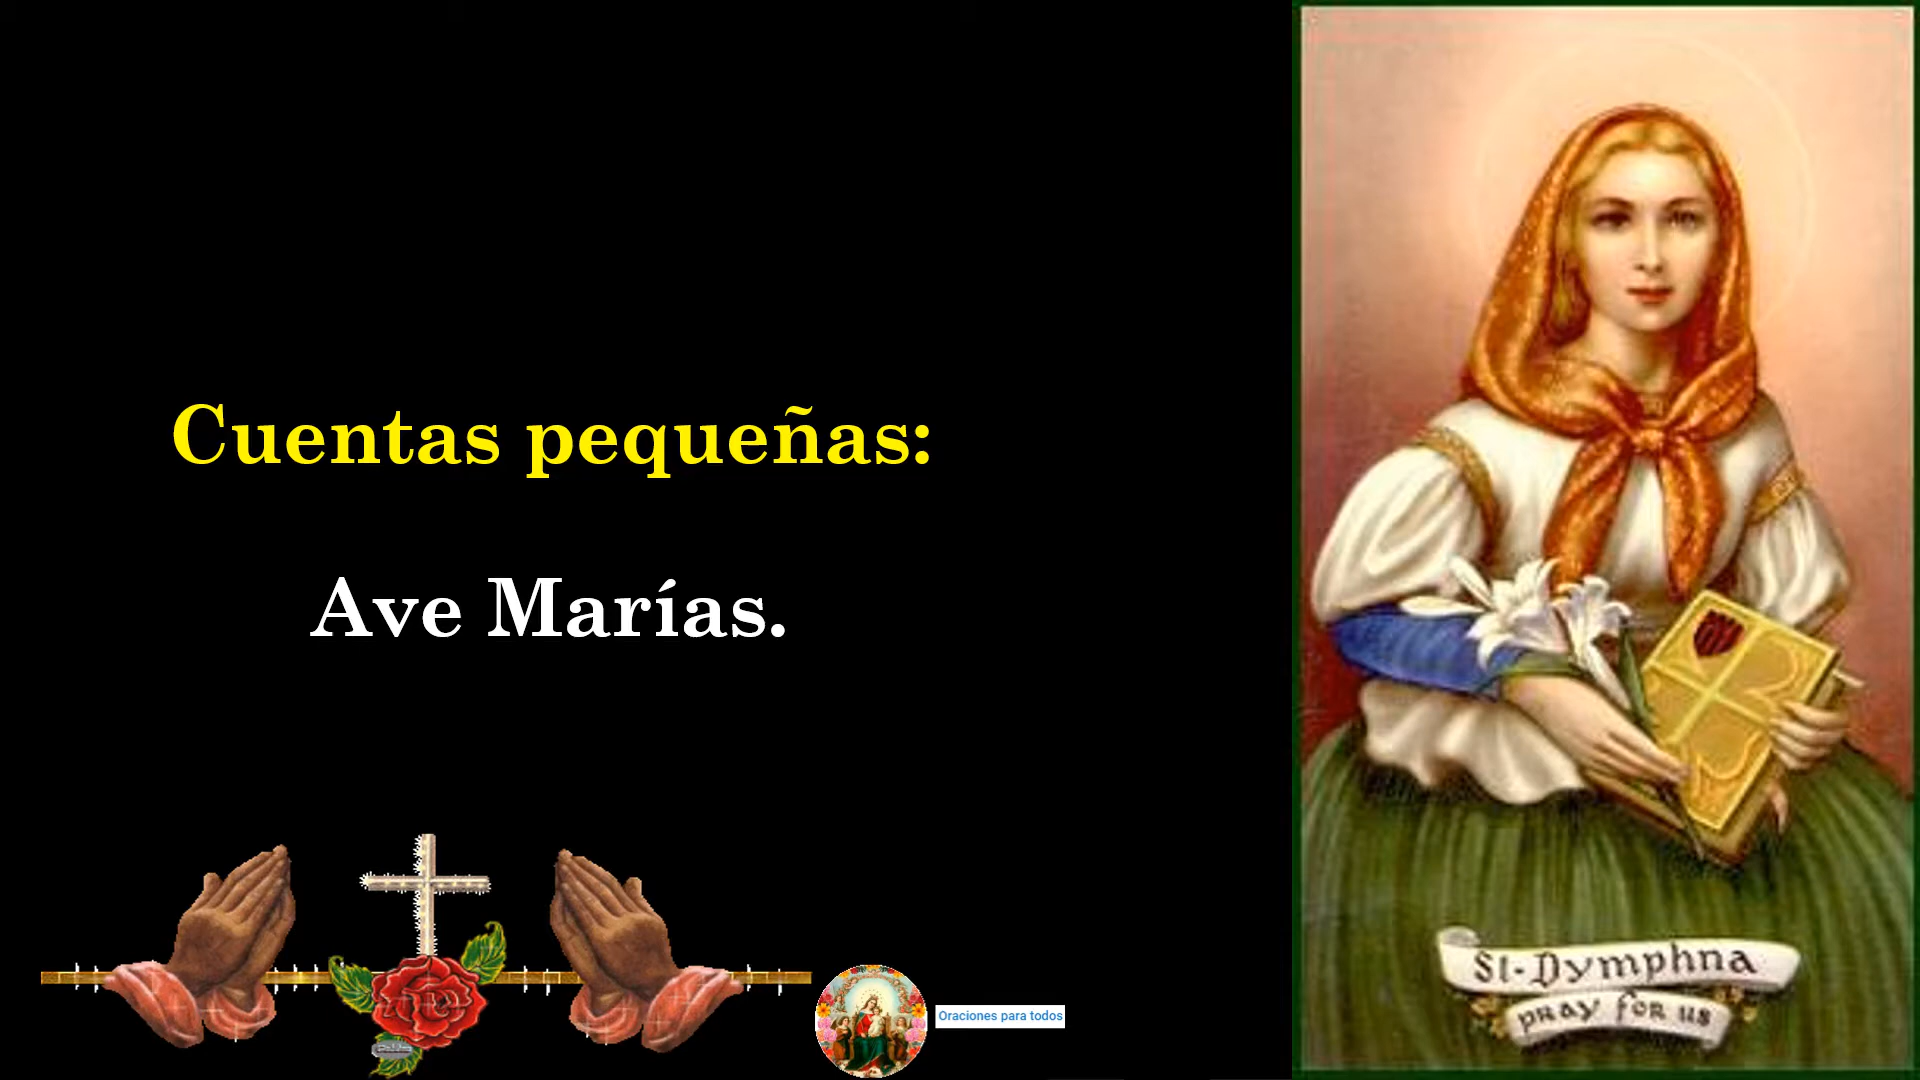 Cuentas pequeñas:
Ave Marías.
Oraciones para todos
St-Dymphna
pray for us